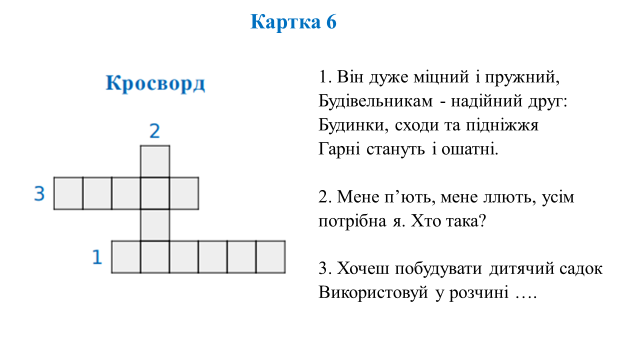 Картка 6
Кросворд
2
3
1
1. Він дуже міцний і пружний,
Будівельникам - надійний друг:
Будинки, сходи та підніжжя
Гарні стануть і ошатні.
2. Мене п’ють, мене ллють, усім
потрібна я. Хто така?
3. Хочеш побудувати дитячий садок
Використовуй у розчині ….